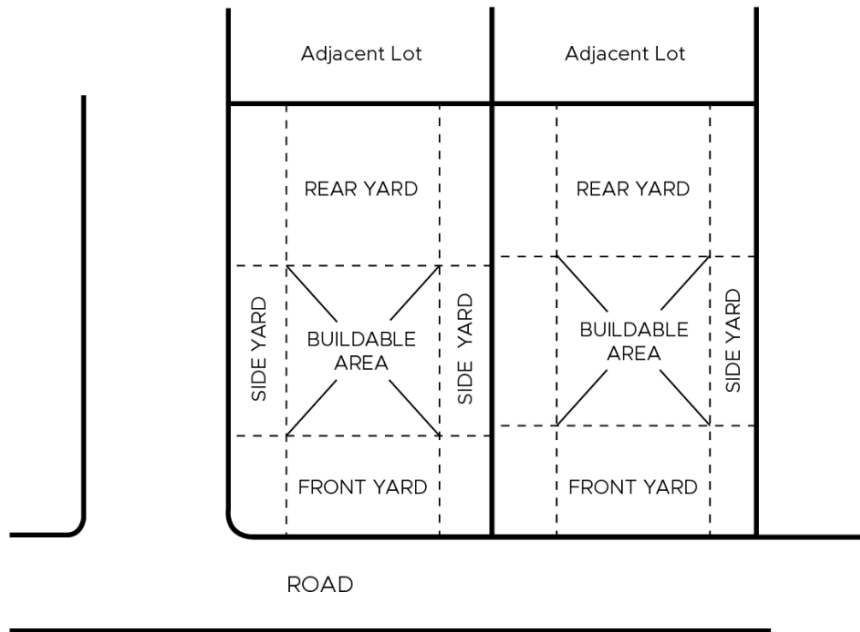 Adjacent Lot
Adjacent Lot
REAR YARD
REAR YARD
SIDE YARD
BUILDABLE
AREA
SIDE YARD
BUILDABLE
AREA
SIDE YARD
FRONT YARD
FRONT YARD
ROAD